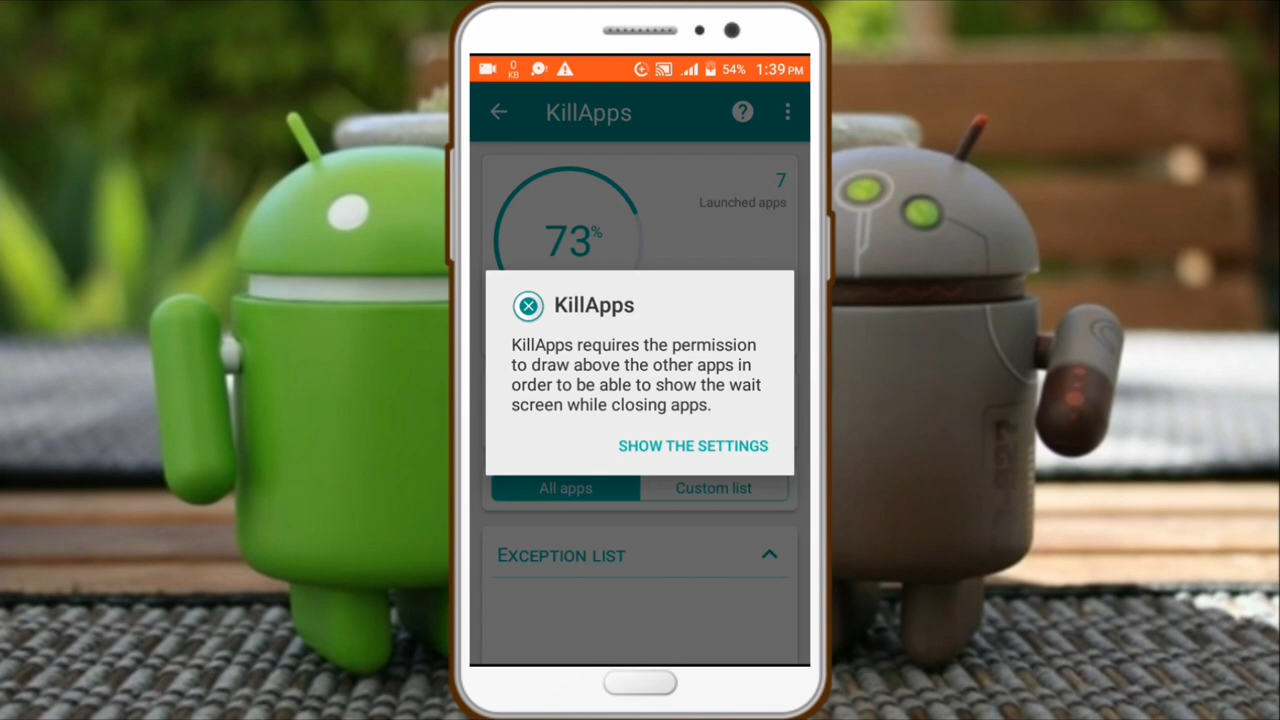 0 KB 54% 1:39 PM
KillApps
7
Launched apps
73%
KillApps
KillApps requires the permission
to draw above the other apps in
order to be able to show the wait
screen while closing apps.
SHOW THE SETTINGS
All apps Custom list
EXCEPTION LIST